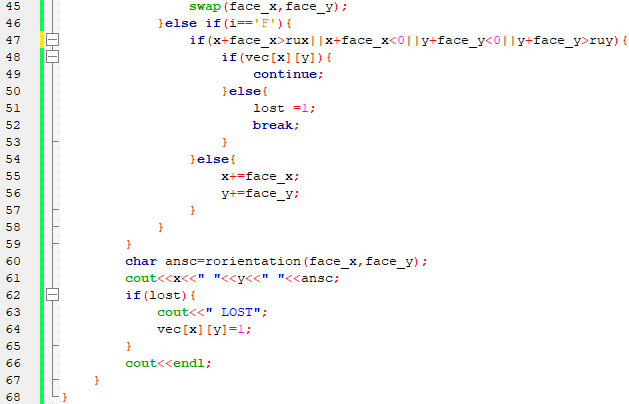 45 swap(face_x,face_y);
46 }else if(i=='F'){
47 if(x+face_x>rux||x+face_x<0||y+face_y<0||y+face_y>ruy){
48 if(vec[x][y]){
49 continue;
50 }else{
51 lost =1;
52 break;
53 }
54 }else{
55 x+=face_x;
56 y+=face_y;
57 }
58 }
59 }
60 char ansc=rorientation(face_x,face_y);
61 cout<<x<<" "<<y<<" "<<ansc;
62 if(lost){
63 cout<<" LOST";
64 vec[x][y]=1;
65 }
66 cout<<endl;
67 }
68 }